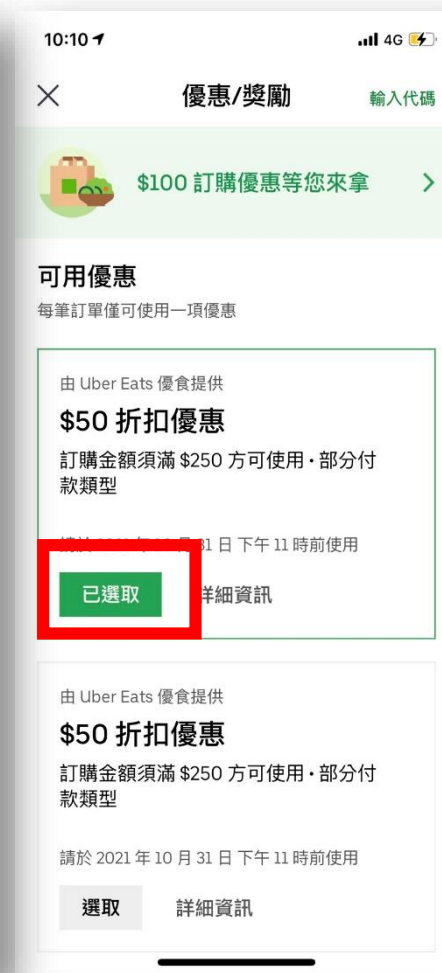 10:10
4G
優惠/獎勵
輸入代碼
$100 訂購優惠等您來拿
可用優惠
每筆訂單僅可使用一項優惠
由 Uber Eats 優食提供
$50 折扣優惠
訂購金額須滿 $250 方可使用 • 部分付
款類型
31 日 下午 11 時前使用
已選取
詳細資訊
由 Uber Eats 優食提供
$50 折扣優惠
訂購金額須滿 $250 方可使用 • 部分付
款類型
請於 2021 年 10 月 31 日 下午 11 時前使用
選取
詳細資訊